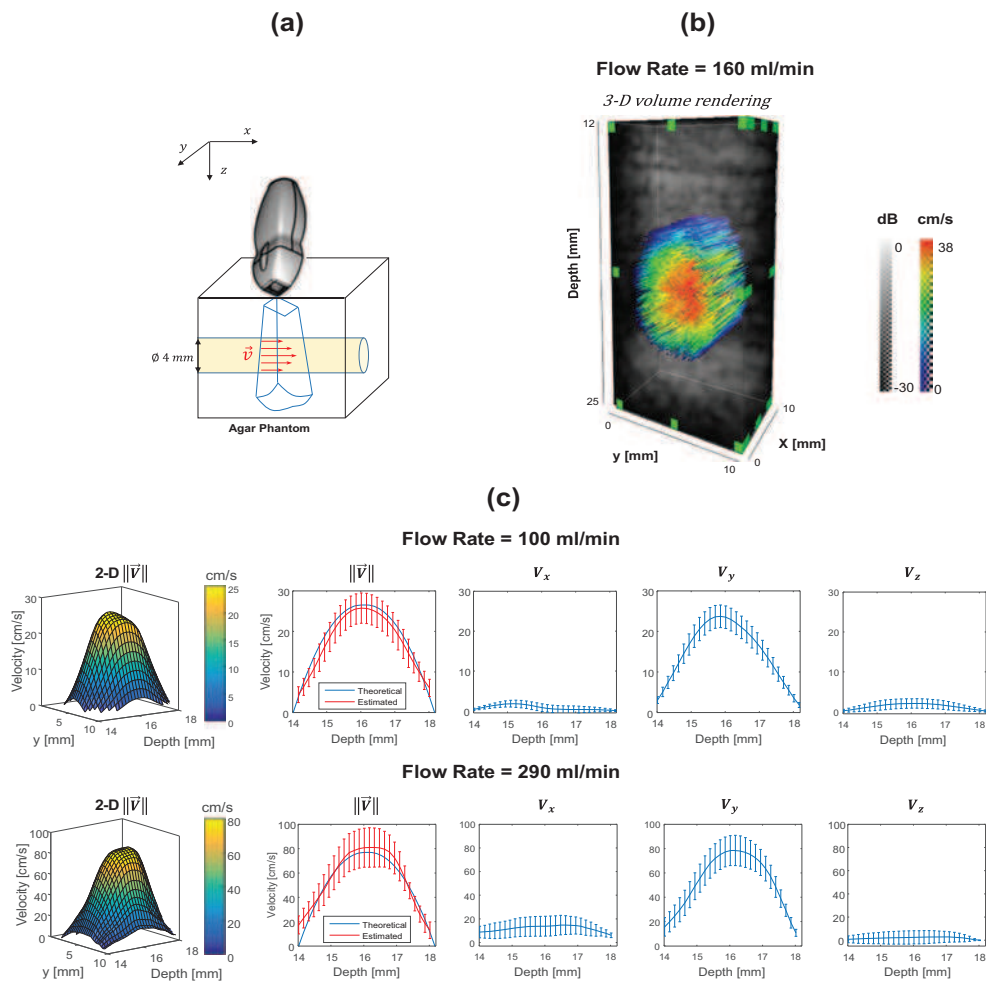 (a)
x
y
z
Ø 4 mm
v⃗
Agar Phantom
(b)
Flow Rate = 160 ml/min
3-D volume rendering
12
Depth [mm]
25
0
y [mm]
10
0
X [mm]
10
dB
cm/s
0
38
-30
0
(c)
Flow Rate = 100 ml/min
2-D ‖V⃗‖
cm/s
Velocity [cm/s]
30
20
10
0
5
10
y [mm]
14
16
18
Depth [mm]
25
20
15
10
5
0
‖V⃗‖
Velocity [cm/s]
30
20
10
0
Theoretical
Estimated
14 15 16 17 18
Depth [mm]
Vx
30
20
10
0
14 15 16 17 18
Depth [mm]
Vy
30
20
10
0
14 15 16 17 18
Depth [mm]
Vz
30
20
10
0
14 15 16 17 18
Depth [mm]
Flow Rate = 290 ml/min
2-D ‖V⃗‖
cm/s
Velocity [cm/s]
100
80
60
40
20
0
5
10
y [mm]
14
16
18
Depth [mm]
80
60
40
20
0
‖V⃗‖
100
80
60
40
20
0
Theoretical
Estimated
14 15 16 17 18
Depth [mm]
Vx
100
80
60
40
20
0
14 15 16 17 18
Depth [mm]
Vy
100
80
60
40
20
0
14 15 16 17 18
Depth [mm]
Vz
100
80
60
40
20
0
14 15 16 17 18
Depth [mm]